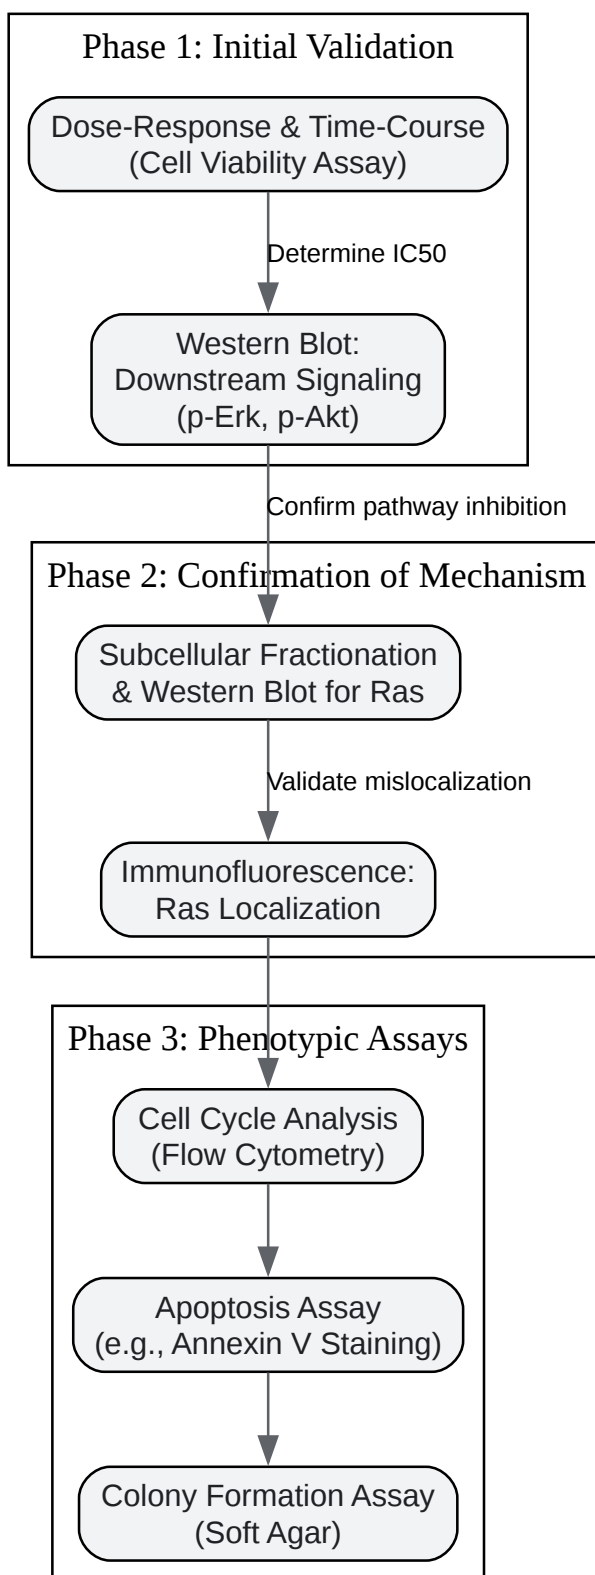 Phase 1: Initial Validation
Dose-Response & Time-Course
(Cell Viability Assay)
Determine IC50
Western Blot:
Downstream Signaling
(p-Erk, p-Akt)
Confirm pathway inhibition
Phase 2: Confirmation of Mechanism
Subcellular Fractionation
& Western Blot for Ras
Validate mislocalization
Immunofluorescence:
Ras Localization
Phase 3: Phenotypic Assays
Cell Cycle Analysis
(Flow Cytometry)
Apoptosis Assay
(e.g., Annexin V Staining)
Colony Formation Assay
(Soft Agar)